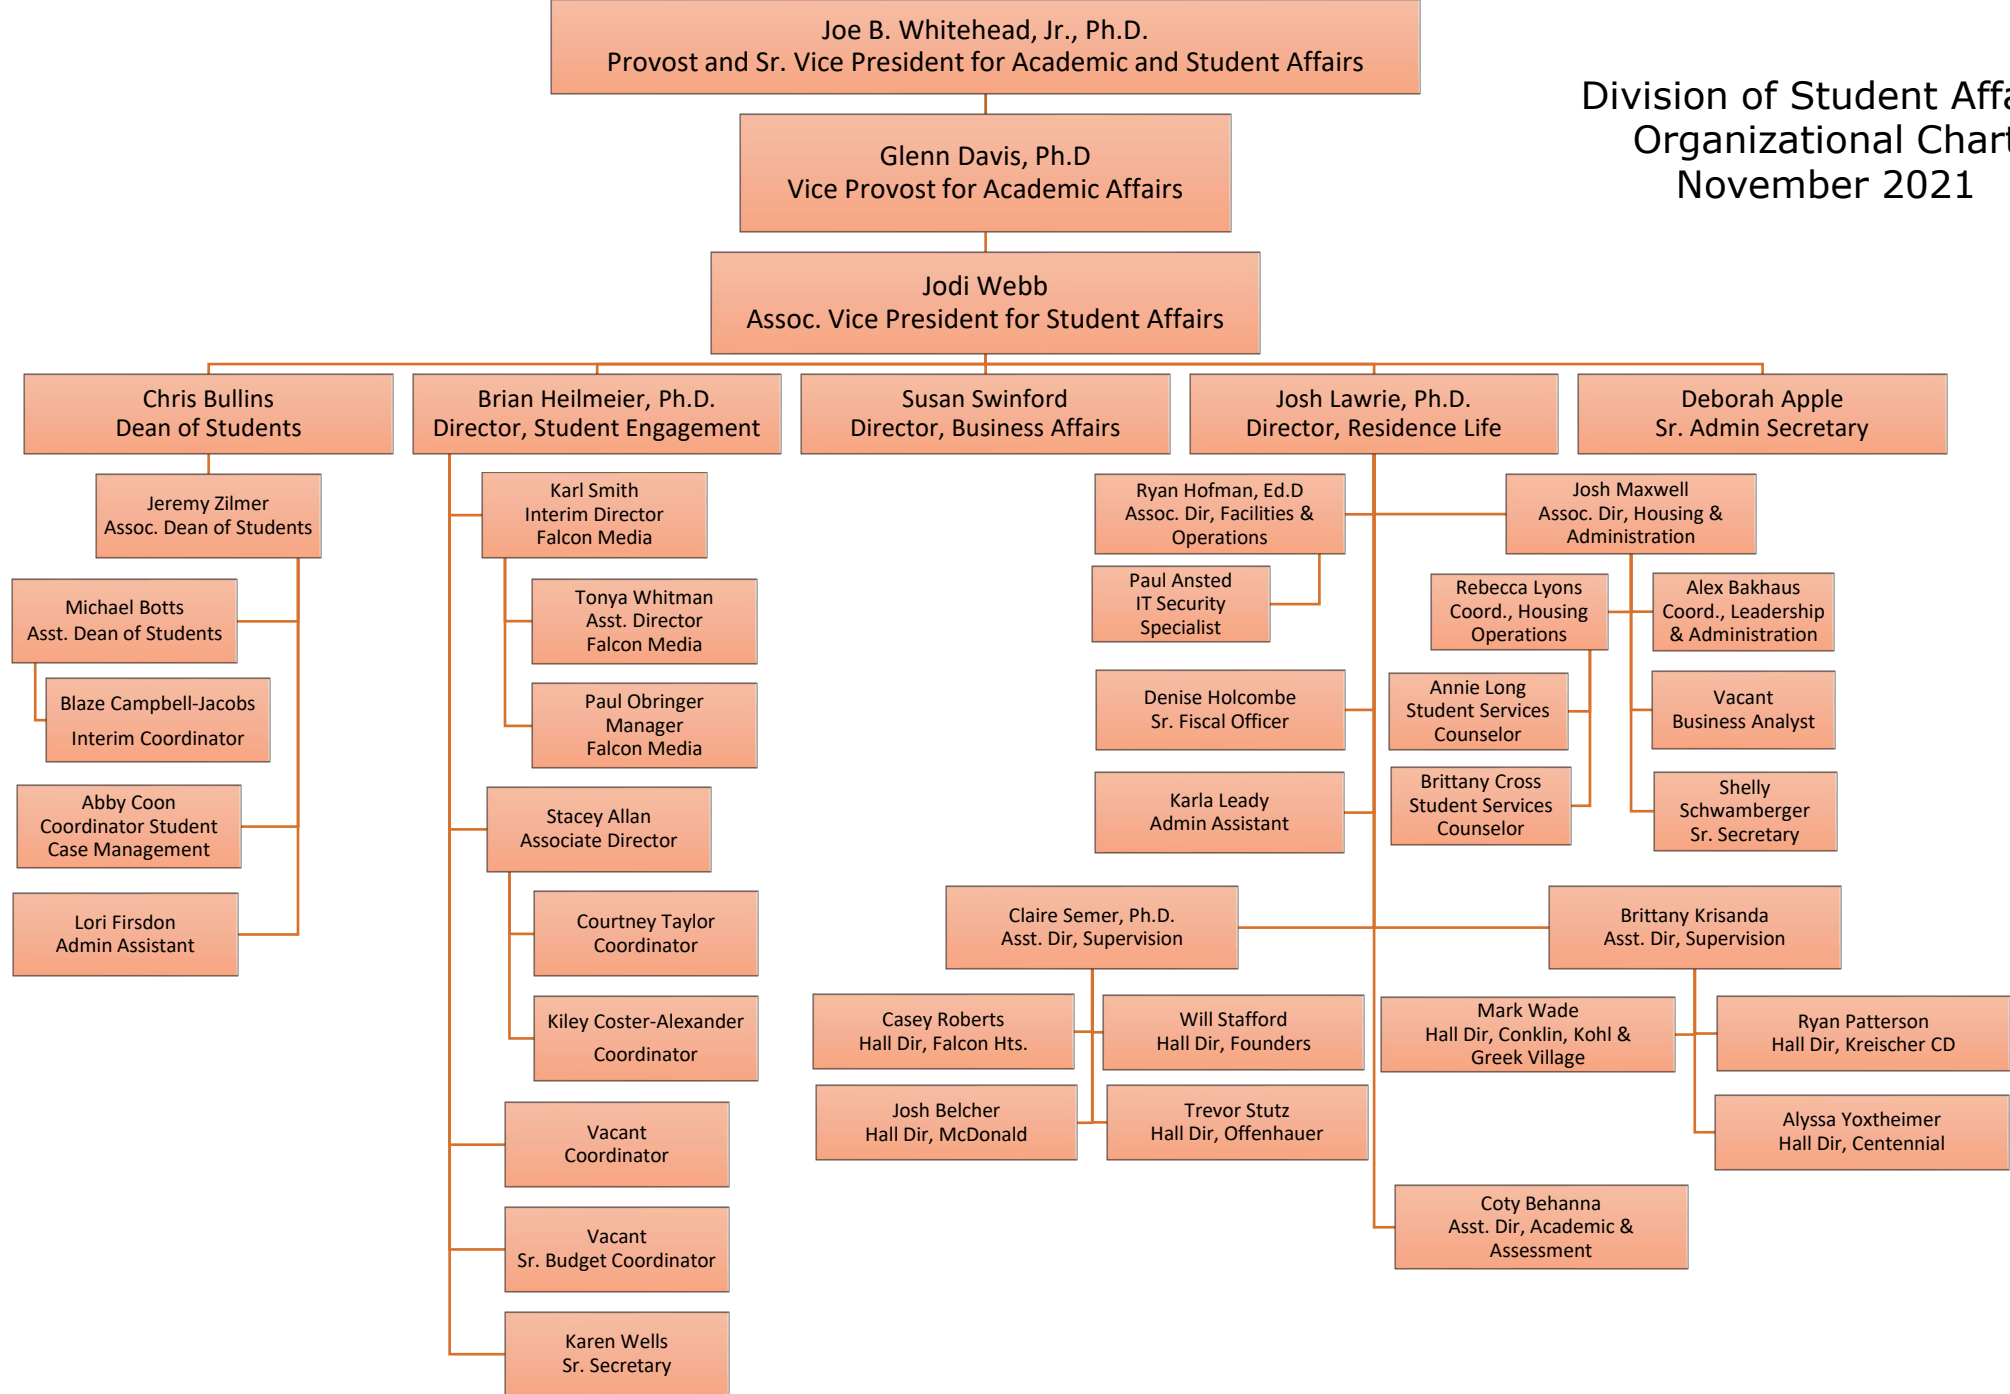 Joe B. Whitehead, Jr., Ph.D.
Provost and Sr. Vice President for Academic and Student Affairs
Division of Student
Organizational Chart
November 2021
Glenn Davis, Ph.D
Vice Provost for Academic Affairs
Jodi Webb
Assoc. Vice President for Student Affairs
Chris Bullins
Dean of Students
Brian Heilmeier, Ph.D.
Director, Student Engagement
Susan Swinford
Director, Business Affairs
Josh Lawrie, Ph.D.
Director, Residence Life
Deborah Apple
Sr. Admin Secretary
Jeremy Zilmer
Assoc. Dean of Students
Michael Botts
Asst. Dean of Students
Blaze Campbell-Jacobs
Interim Coordinator
Abby Coon
Coordinator Student
Case Management
Lori Firsdon
Admin Assistant
Karl Smith
Interim Director
Falcon Media
Tonya Whitman
Asst. Director
Falcon Media
Paul Obringer
Manager
Falcon Media
Stacey Allan
Associate Director
Courtney Taylor
Coordinator
Kiley Coster-Alexander
Coordinator
Vacant
Coordinator
Vacant
Sr. Budget Coordinator
Karen Wells
Sr. Secretary
Ryan Hofman, Ed.D
Assoc. Dir, Facilities &
Operations
Paul Ansted
IT Security
Specialist
Josh Maxwell
Assoc. Dir, Housing &
Administration
Rebecca Lyons
Coord., Housing
Operations
Alex Bakhaus
Coord., Leadership
& Administration
Annie Long
Student Services
Counselor
Brittany Cross
Student Services
Counselor
Vacant
Business Analyst
Shelly
Schwamberger
Sr. Secretary
Denise Holcombe
Sr. Fiscal Officer
Karla Leady
Admin Assistant
Claire Semer, Ph.D.
Asst. Dir, Supervision
Casey Roberts
Hall Dir, Falcon Hts.
Will Stafford
Hall Dir, Founders
Josh Belcher
Hall Dir, McDonald
Trevor Stutz
Hall Dir, Offenhauer
Brittany Krisanda
Asst. Dir, Supervision
Mark Wade
Hall Dir, Conklin, Kohl &
Greek Village
Ryan Patterson
Hall Dir, Kreischer CD
Alyssa Yoxtheimer
Hall Dir, Centennial
Coty Behanna
Asst. Dir, Academic &
Assessment